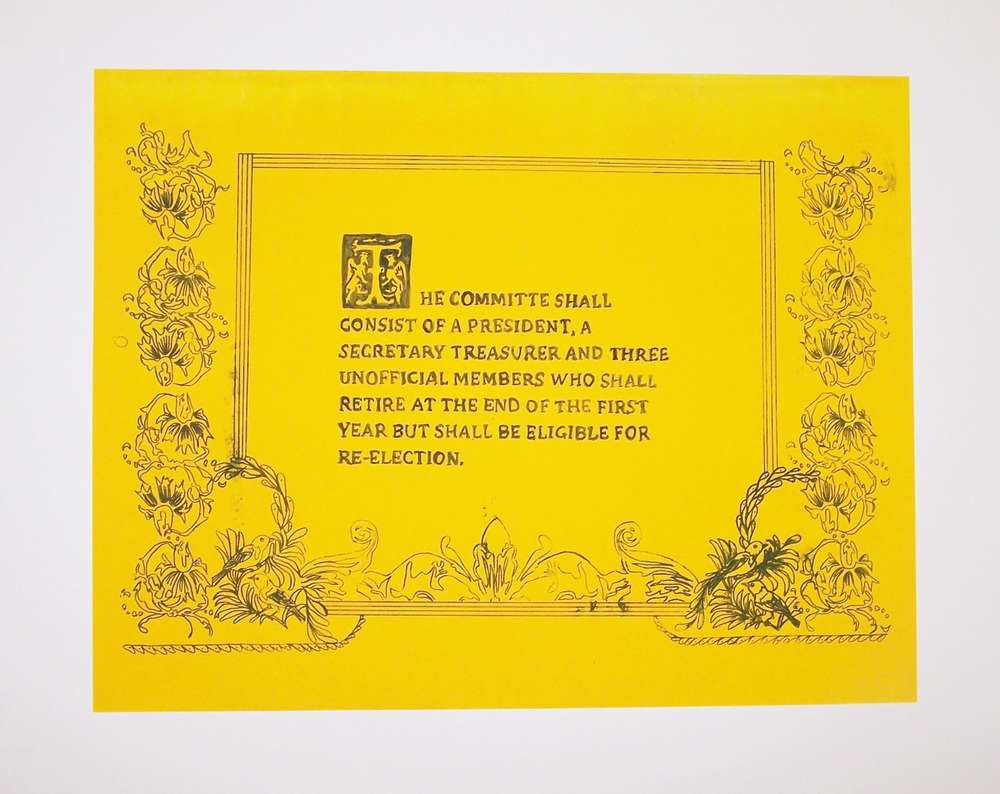 THE COMMITTE SHALL
CONSIST OF A PRESIDENT, A
SECRETARY TREASURER AND THREE
UNOFFICIAL MEMBERS WHO SHALL
RETIRE AT THE END OF THE FIRST
YEAR BUT SHALL BE ELIGIBLE FOR
RE-ELECTION.